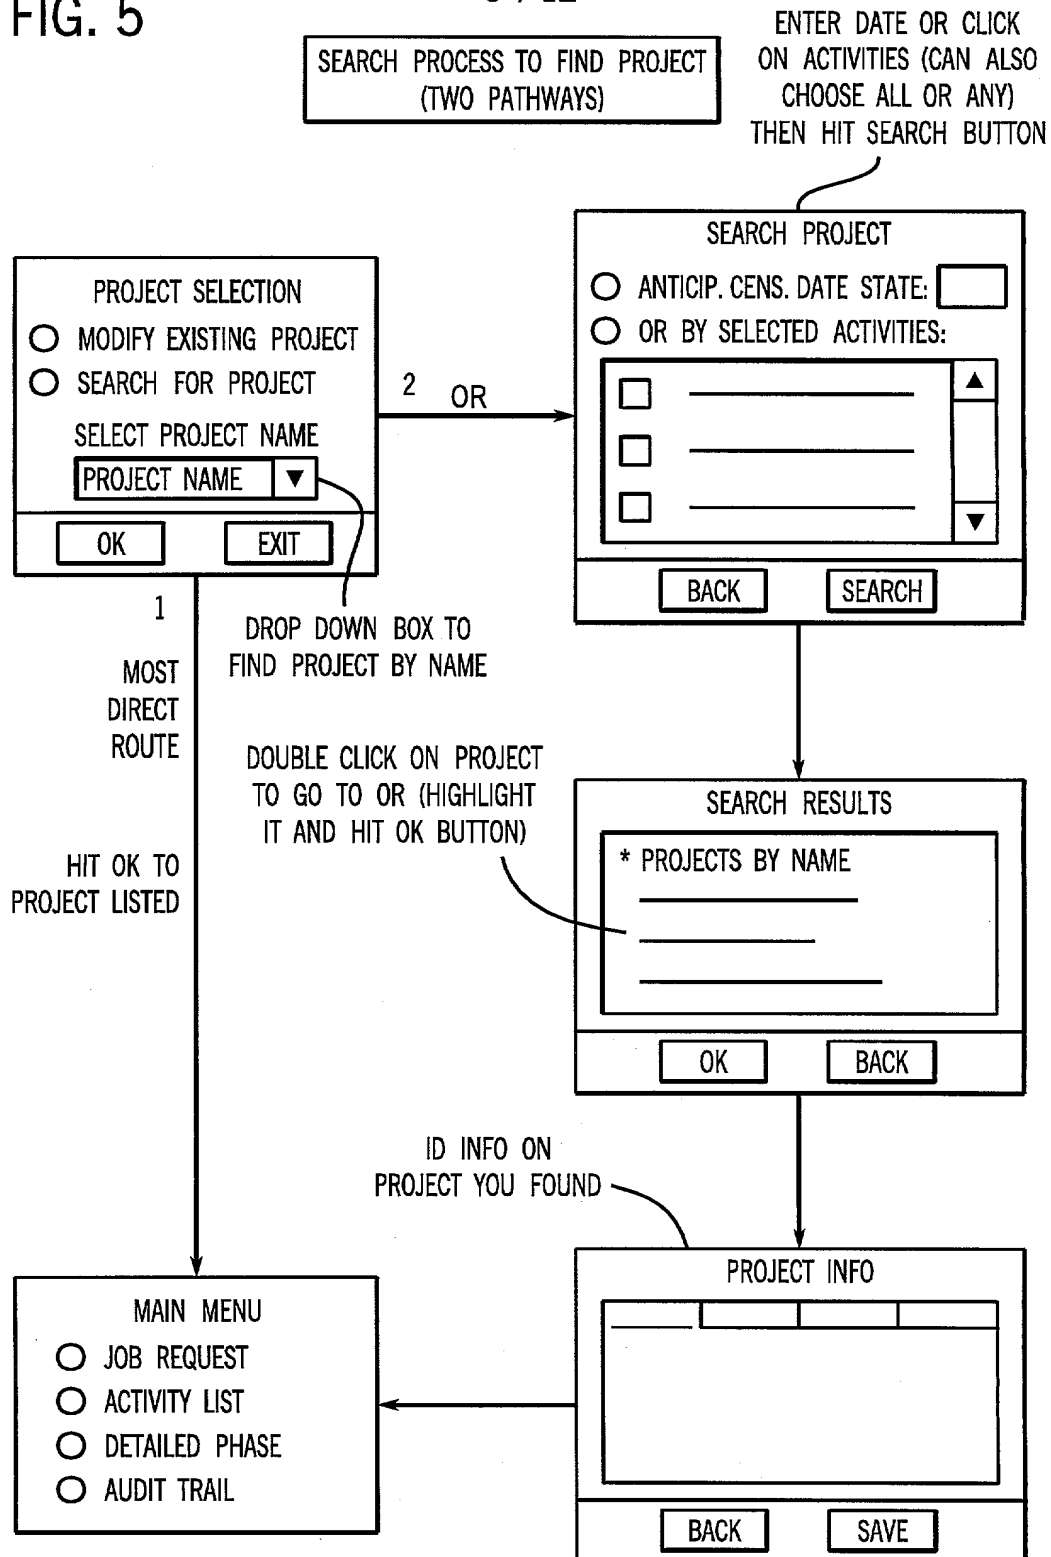 FIG. 5
SEARCH PROCESS TO FIND PROJECT
(TWO PATHWAYS)
ENTER DATE OR CLICK
ON ACTIVITIES (CAN ALSO
CHOOSE ALL OR ANY)
THEN HIT SEARCH BUTTON
PROJECT SELECTION
MODIFY EXISTING PROJECT
SEARCH FOR PROJECT
SELECT PROJECT NAME
PROJECT NAME ▼
OK EXIT
2 OR
SEARCH PROJECT
ANTICIP. CENS. DATE STATE:
OR BY SELECTED ACTIVITIES:
BACK SEARCH
1
MOST
DIRECT
ROUTE
HIT OK TO
PROJECT LISTED
DROP DOWN BOX TO
FIND PROJECT BY NAME
DOUBLE CLICK ON PROJECT
TO GO TO OR (HIGHLIGHT
IT AND HIT OK BUTTON)
SEARCH RESULTS
* PROJECTS BY NAME
OK BACK
ID INFO ON
PROJECT YOU FOUND
PROJECT INFO
BACK SAVE
MAIN MENU
JOB REQUEST
ACTIVITY LIST
DETAILED PHASE
AUDIT TRAIL